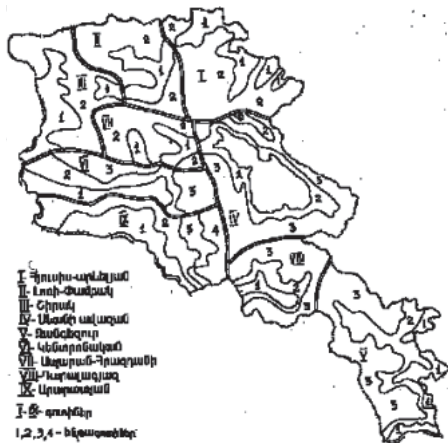 I - Հյուսիս-արևելյան
II - Լոռի-Փամբակ
III - Շիրակ
IV - Սևանի ավազան
V - Զանգեզուր
VI - Կենտրոնական
VII - Ապարան-Հրազդանի
VIII - Դարալագյազ
IX - Արարատյան
I-IX - գոտիներ
1,2,3,4 - ենթագոտիներ